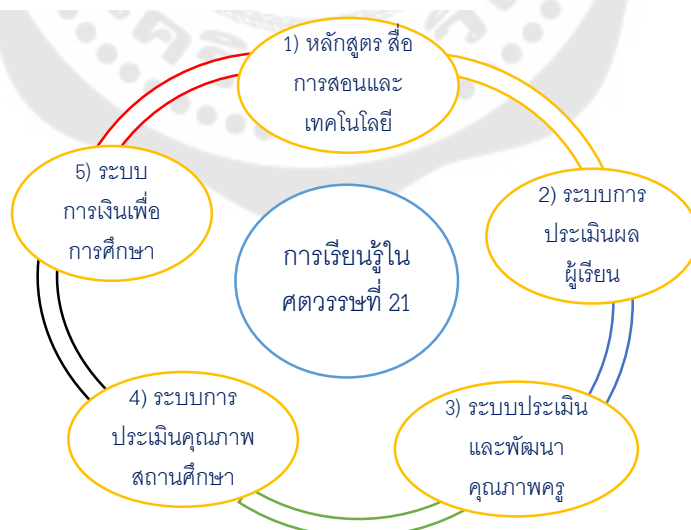 1) หลักสูตร สื่อ
การสอนและ
เทคโนโลยี
2) ระบบการ
ประเมินผล
ผู้เรียน
3) ระบบประเมิน
และพัฒนา
คุณภาพครู
4) ระบบการ
ประเมินคุณภาพ
สถานศึกษา
5) ระบบ
การเงินเพื่อ
การศึกษา
การเรียนรู้ใน
ศตวรรษที่ 21